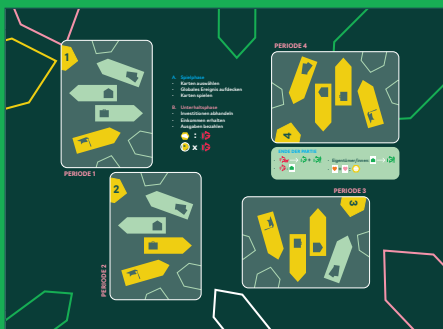 1
PERIODE 1
A. Spielphase
- Karten auswählen
- Globales Ereignis aufdecken
- Karten spielen
B. Unterhaltsphase
- Investitionen abhandeln
- Einkommen erhalten
- Ausgaben bezahlen
:
x
PERIODE 4
4
ENDE DER PARTIE
2
PERIODE 2
PERIODE 3
3